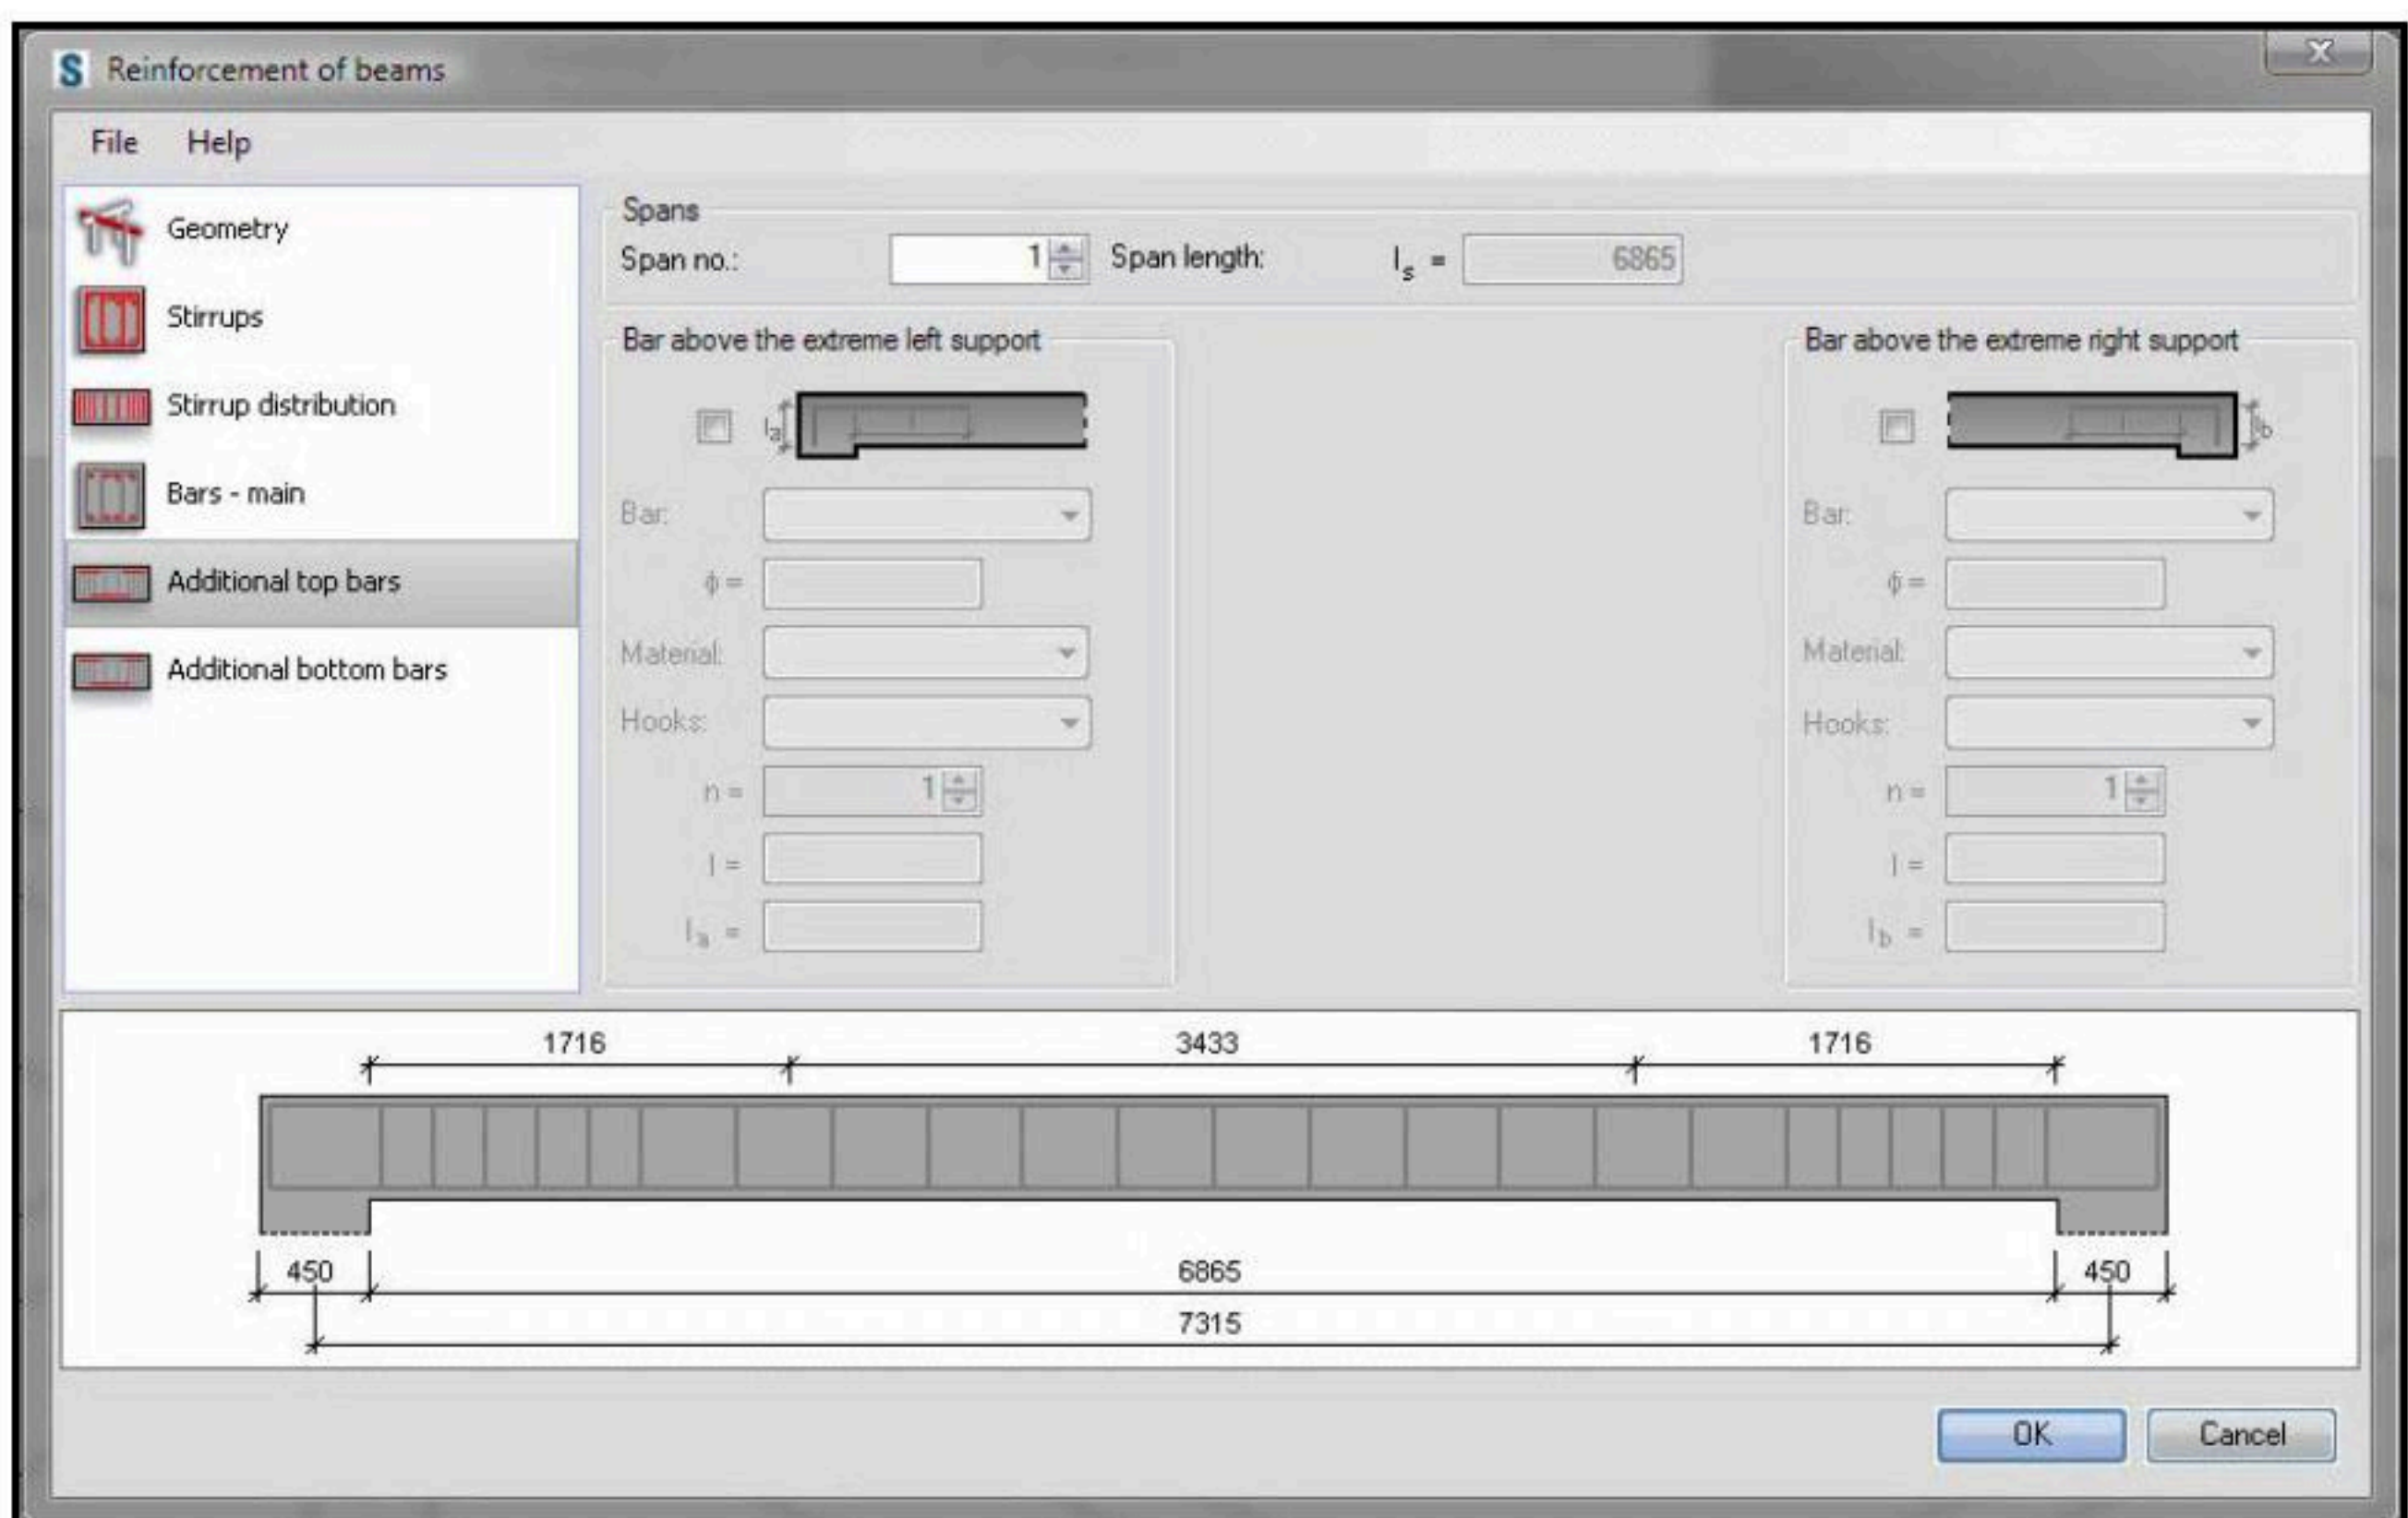 S Reinforcement of beams
File Help
Geometry
Stirrups
Stirrup distribution
Bars - main
Additional top bars
Additional bottom bars
Spans
Span no.: 1 Span length: lₛ = 6865
Bar above the extreme left support
lₐ
Bar:
ϕ =
Material:
Hooks:
n = 1
l =
lₐ =
Bar above the extreme right support
b
Bar:
ϕ =
Material:
Hooks:
n = 1
l =
l_b =
1716 3433 1716
450 6865 450
7315
OK Cancel